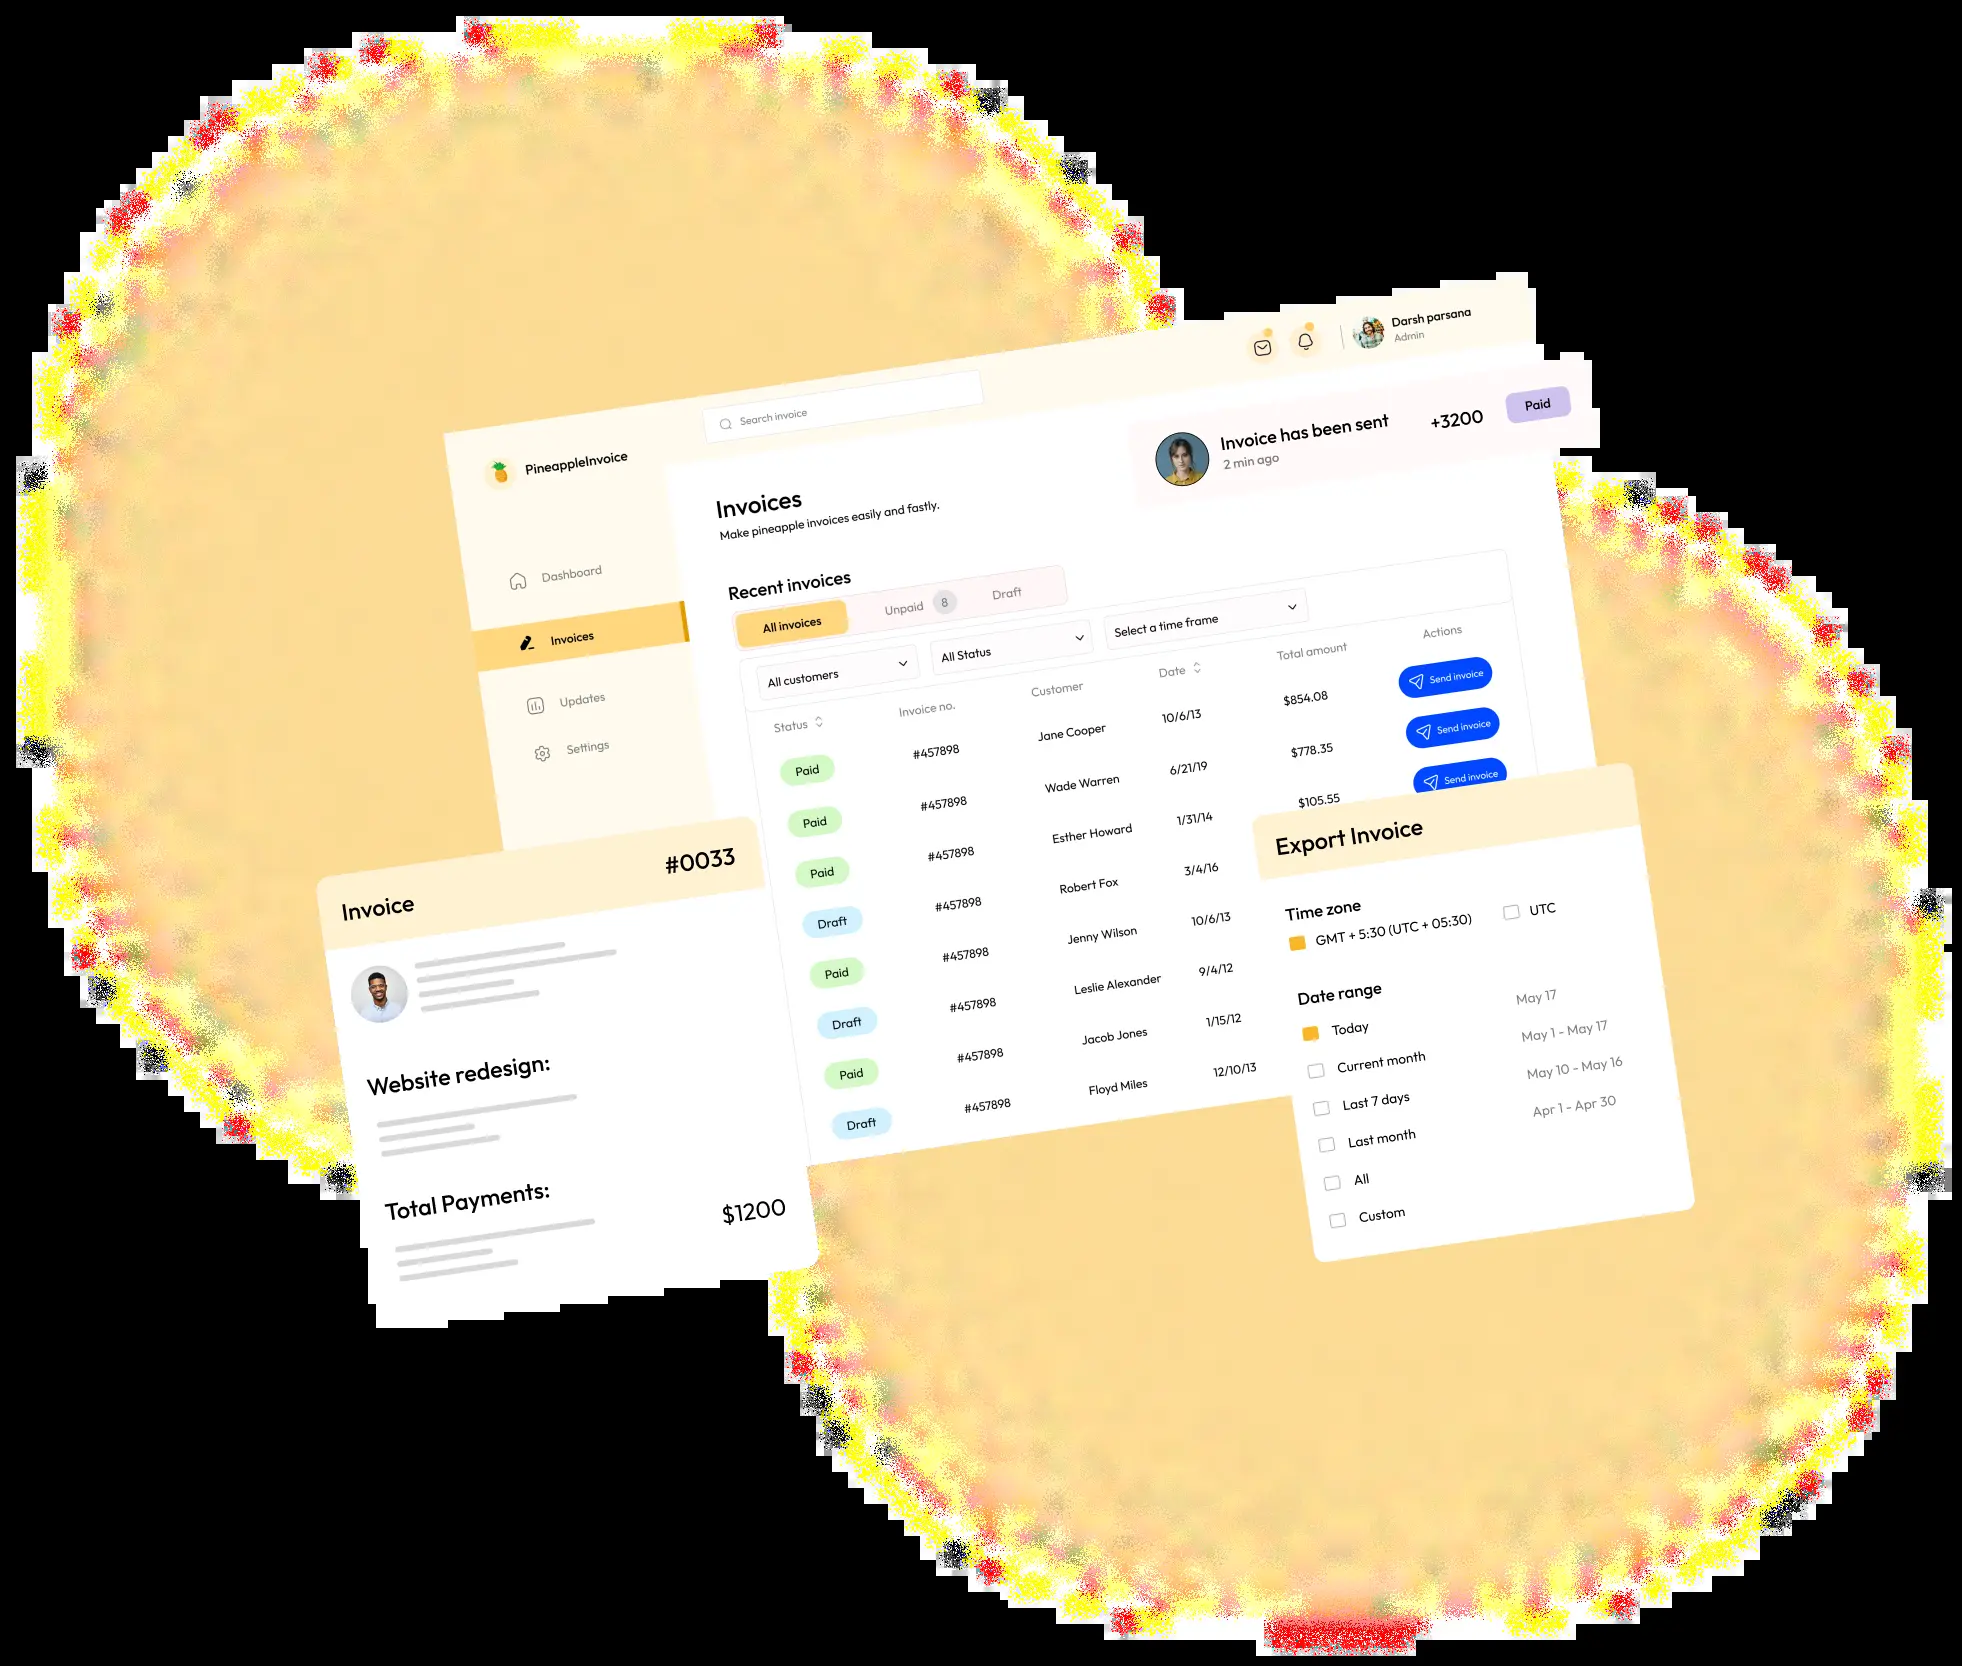 Darsh parsana
Admin
Search invoice
PineappleInvoice
Invoice has been sent
2 min ago
+3200
Paid
Invoices
Make pineapple invoices easily and fastly.
Dashboard
Invoices
Updates
Settings
Recent invoices
All invoices
Unpaid 8
Draft
All customers
All Status
Select a time frame
Status
Invoice no.
Customer
Date
Total amount
Actions
Paid #457898 Jane Cooper 10/6/13 $854.08 Send invoice
Paid #457898 Wade Warren 6/21/19 $778.35 Send invoice
Paid #457898 Esther Howard 1/31/14 $105.55 Send invoice
Draft #457898 Robert Fox 3/4/16
Paid #457898 Jenny Wilson 10/6/13
Draft #457898 Leslie Alexander 9/4/12
Paid #457898 Jacob Jones 1/15/12
Draft #457898 Floyd Miles 12/10/13
Invoice #0033
Website redesign:
Total Payments:
$1200
Export Invoice
Time zone
GMT + 5:30 (UTC + 05:30)
UTC
Date range
Today May 17
Current month May 1 - May 17
Last 7 days May 10 - May 16
Last month Apr 1 - Apr 30
All
Custom